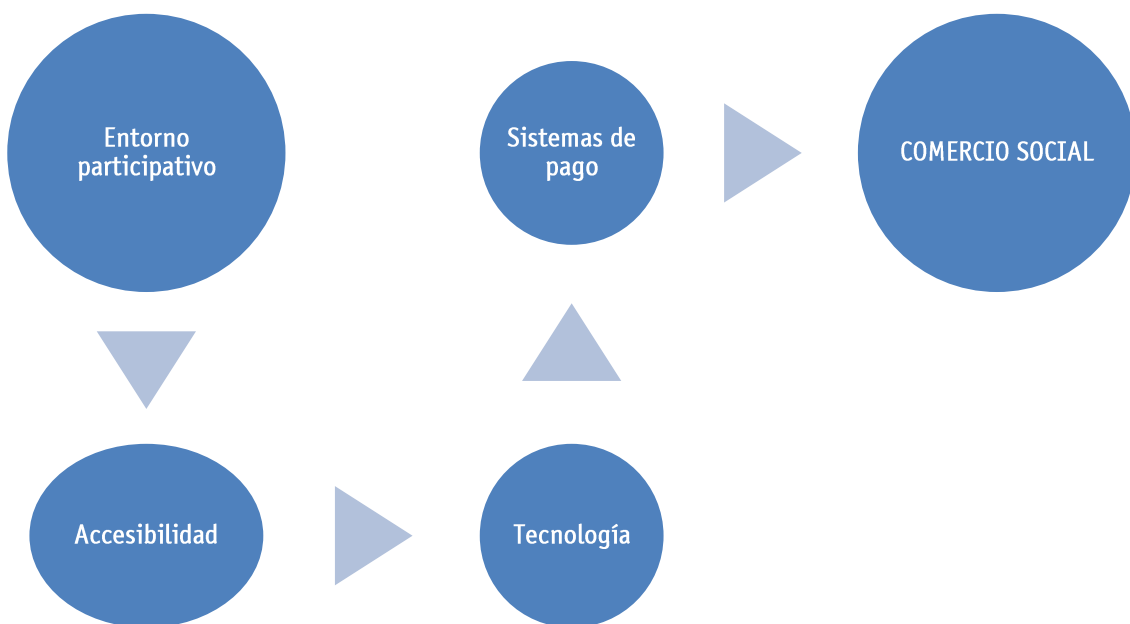 Entorno
participativo
Accesibilidad
Tecnología
Sistemas de
pago
COMERCIO SOCIAL